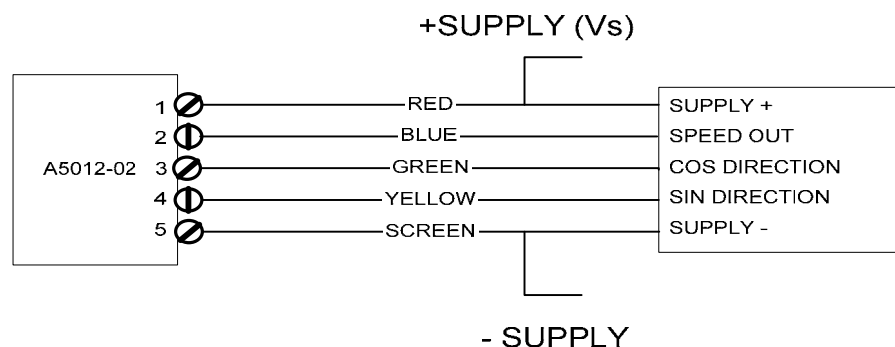 +SUPPLY (Vs)
A5012-02
1 RED SUPPLY +
2 BLUE SPEED OUT
3 GREEN COS DIRECTION
4 YELLOW SIN DIRECTION
5 SCREEN SUPPLY -
- SUPPLY